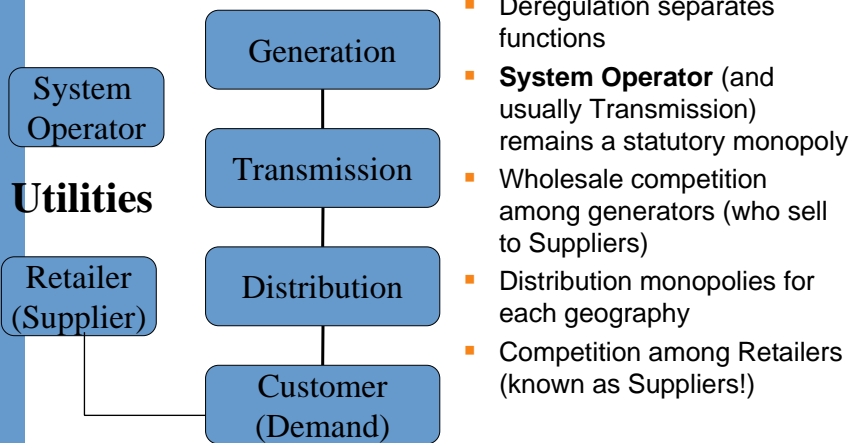 Generation
System
Operator
Transmission
Utilities
Retailer
(Supplier)
Distribution
Customer
(Demand)
Deregulation separates
functions
System Operator (and
usually Transmission)
remains a statutory monopoly
Wholesale competition
among generators (who sell
to Suppliers)
Distribution monopolies for
each geography
Competition among Retailers
(known as Suppliers!)